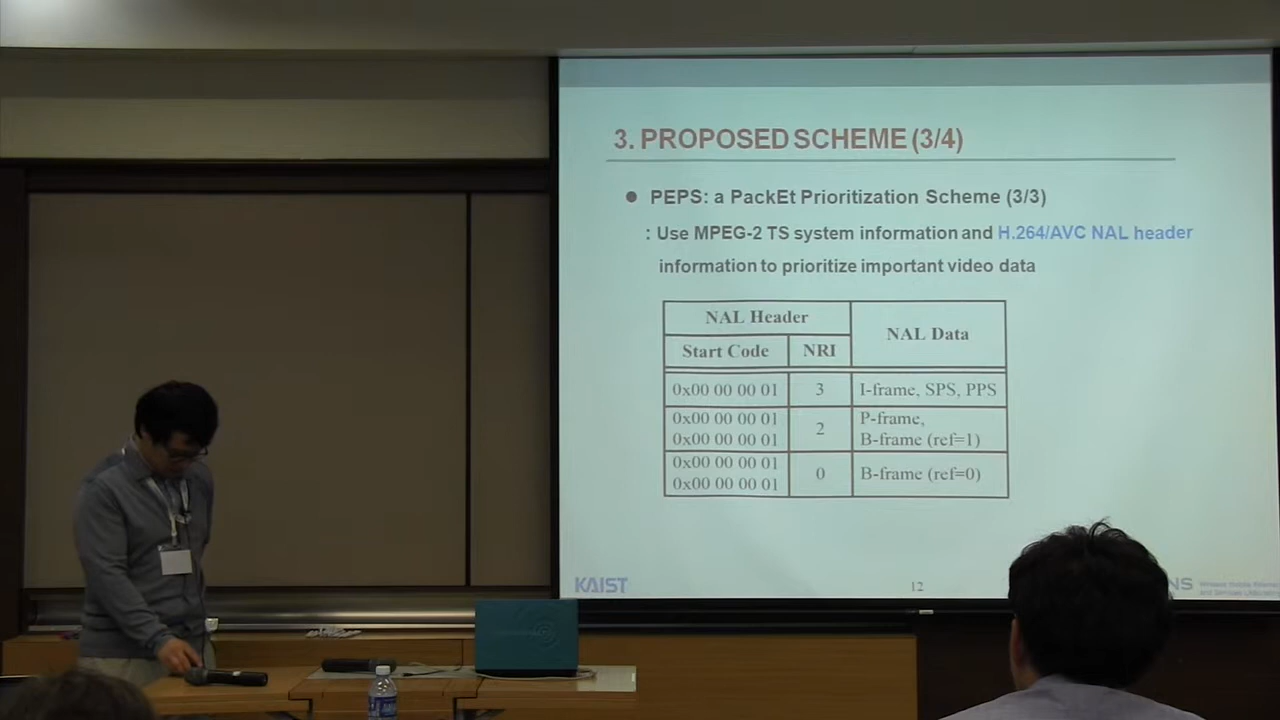 3. PROPOSED SCHEME (3/4)
● PEPS: a PackEt Prioritization Scheme (3/3)
: Use MPEG-2 TS system information and H.264/AVC NAL header
information to prioritize important video data
NAL Header
NAL Data
Start Code
NRI
0x00 00 00 01
3
I-frame, SPS, PPS
0x00 00 00 01
0x00 00 00 01
2
P-frame,
B-frame (ref=1)
0x00 00 00 01
0x00 00 00 01
0
B-frame (ref=0)
KAIST
12
NS